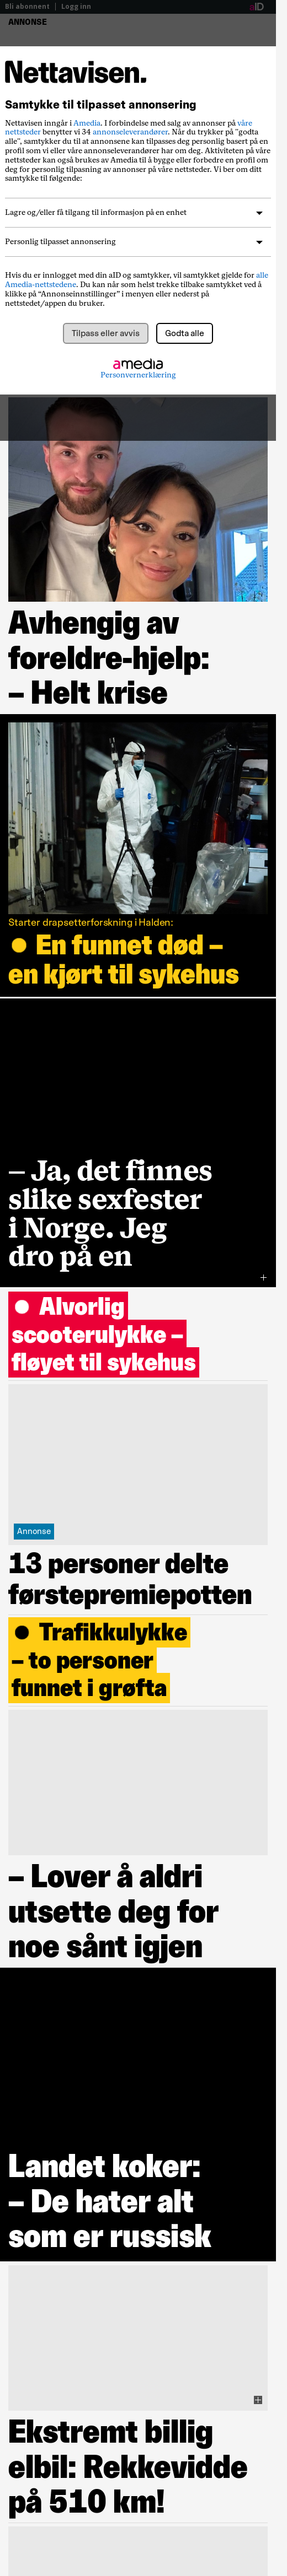 Bli abonnent
Logg inn
aID
ANNONSE
Nettavisen.
Samtykke til tilpasset annonsering
Nettavisen inngår i Amedia. I forbindelse med salg av annonser på våre
nettsteder benytter vi 34 annonseleverandører. Når du trykker på "godta
alle", samtykker du til at annonsene kan tilpasses deg personlig basert på en
profil som vi eller våre annonseleverandører har om deg. Aktiviteten på våre
nettsteder kan også brukes av Amedia til å bygge eller forbedre en profil om
deg for personlig tilpasning av annonser på våre nettsteder. Vi ber om ditt
samtykke til følgende:
Lagre og/eller få tilgang til informasjon på en enhet
Personlig tilpasset annonsering
Hvis du er innlogget med din aID og samtykker, vil samtykket gjelde for alle
Amedia-nettstedene. Du kan når som helst trekke tilbake samtykket ved å
klikke på “Annonseinnstillinger” i menyen eller nederst på
nettstedet/appen du bruker.
Tilpass eller avvis
Godta alle
amedia
Personvernerklæring
Avhengig av
foreldre-hjelp:
– Helt krise
Starter drapsetterforskning i Halden:
● En funnet død –
en kjørt til sykehus
– Ja, det finnes
slike sexfester
i Norge. Jeg
dro på en
● Alvorlig
scooterulykke –
fløyet til sykehus
Annonse
13 personer delte
førstepremiepotten
● Trafikkulykke
– to personer
funnet i grøfta
– Lover å aldri
utsette deg for
noe sånt igjen
Landet koker:
– De hater alt
som er russisk
Ekstremt billig
elbil: Rekkevidde
på 510 km!